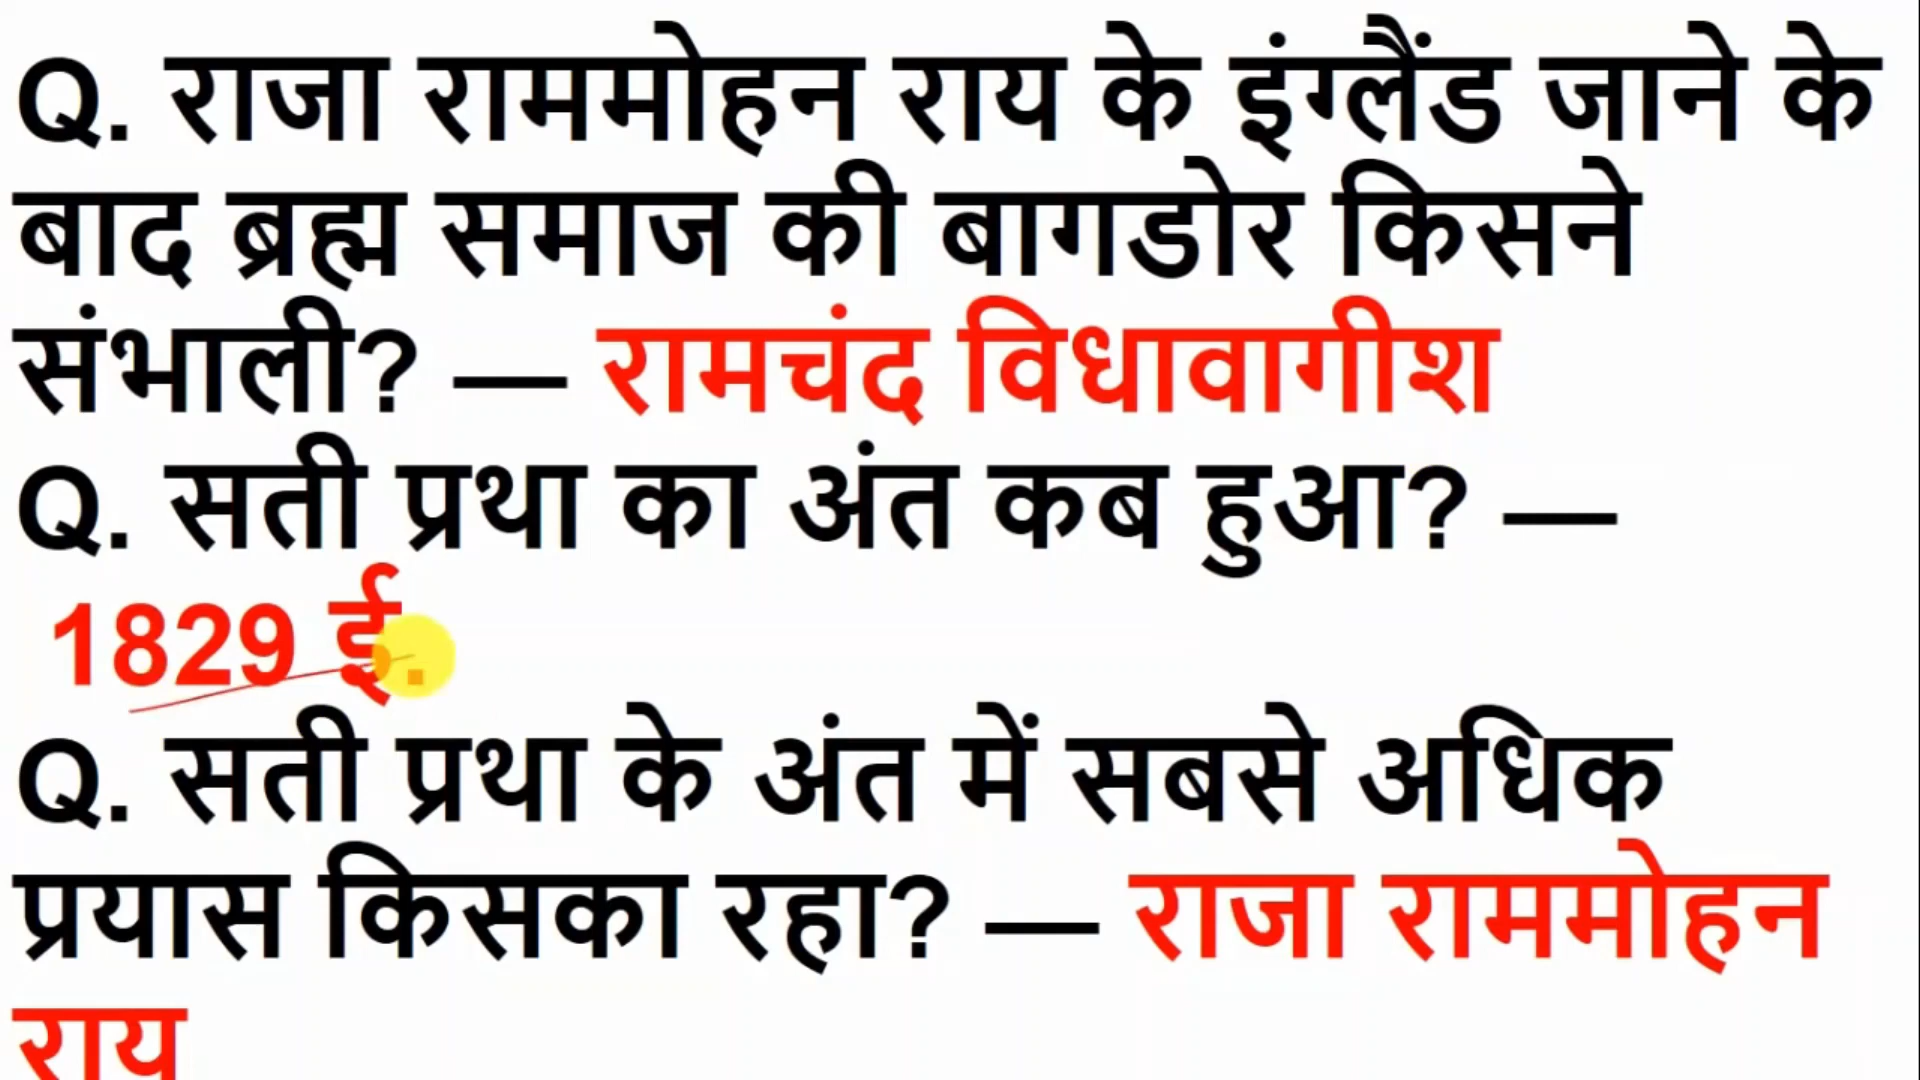 Q. राजा राममोहन राय के इंग्लैंड जाने के
बाद ब्रह्म समाज की बागडोर किसने
संभाली? — रामचंद विधावागीश
Q. सती प्रथा का अंत कब हुआ? —
1829 ई.
Q. सती प्रथा के अंत में सबसे अधिक
प्रयास किसका रहा? — राजा राममोहन
राय